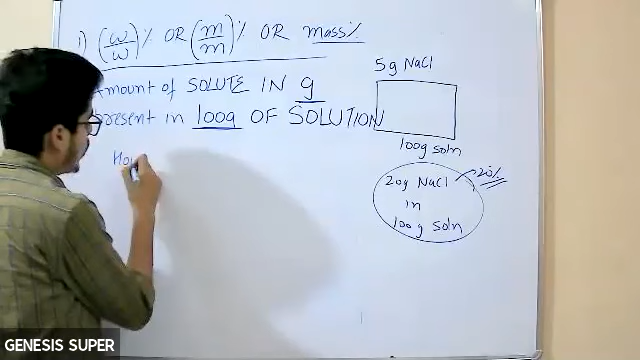 1) (w/w)% OR (m/m)% OR mass%
Amount of SOLUTE IN g
present in 100g OF SOLUTION
5g NaCl
100g soln
20g NaCl
in
100g soln
20%
GENESIS SUPER